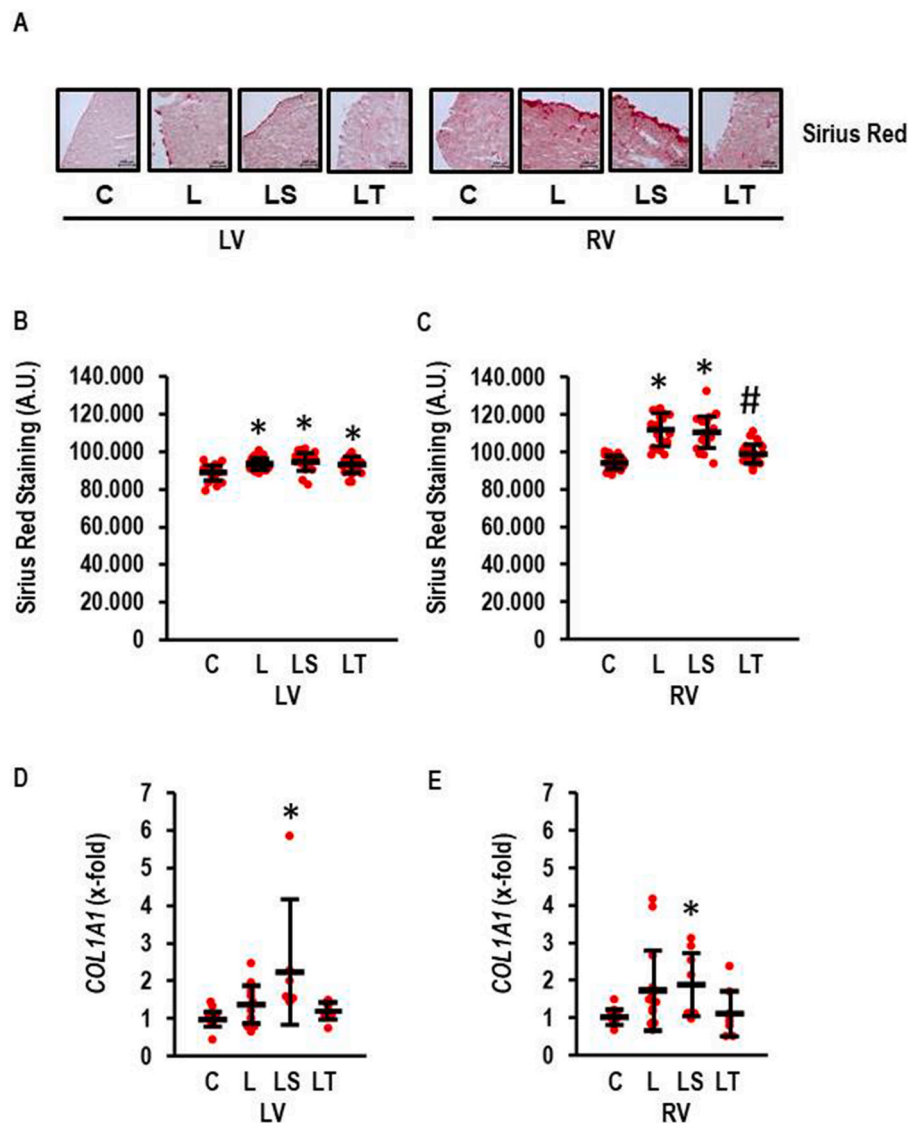 A
Sirius Red
C L LS LT C L LS LT
LV RV
B
Sirius Red Staining (A.U.)
140.000
120.000
100.000
80.000
60.000
40.000
20.000
0
* * *
C L LS LT
LV
C
Sirius Red Staining (A.U.)
140.000
120.000
100.000
80.000
60.000
40.000
20.000
0
* * #
C L LS LT
RV
D
COL1A1 (x-fold)
7
6
5
4
3
2
1
0
*
C L LS LT
LV
E
COL1A1 (x-fold)
7
6
5
4
3
2
1
0
*
C L LS LT
RV